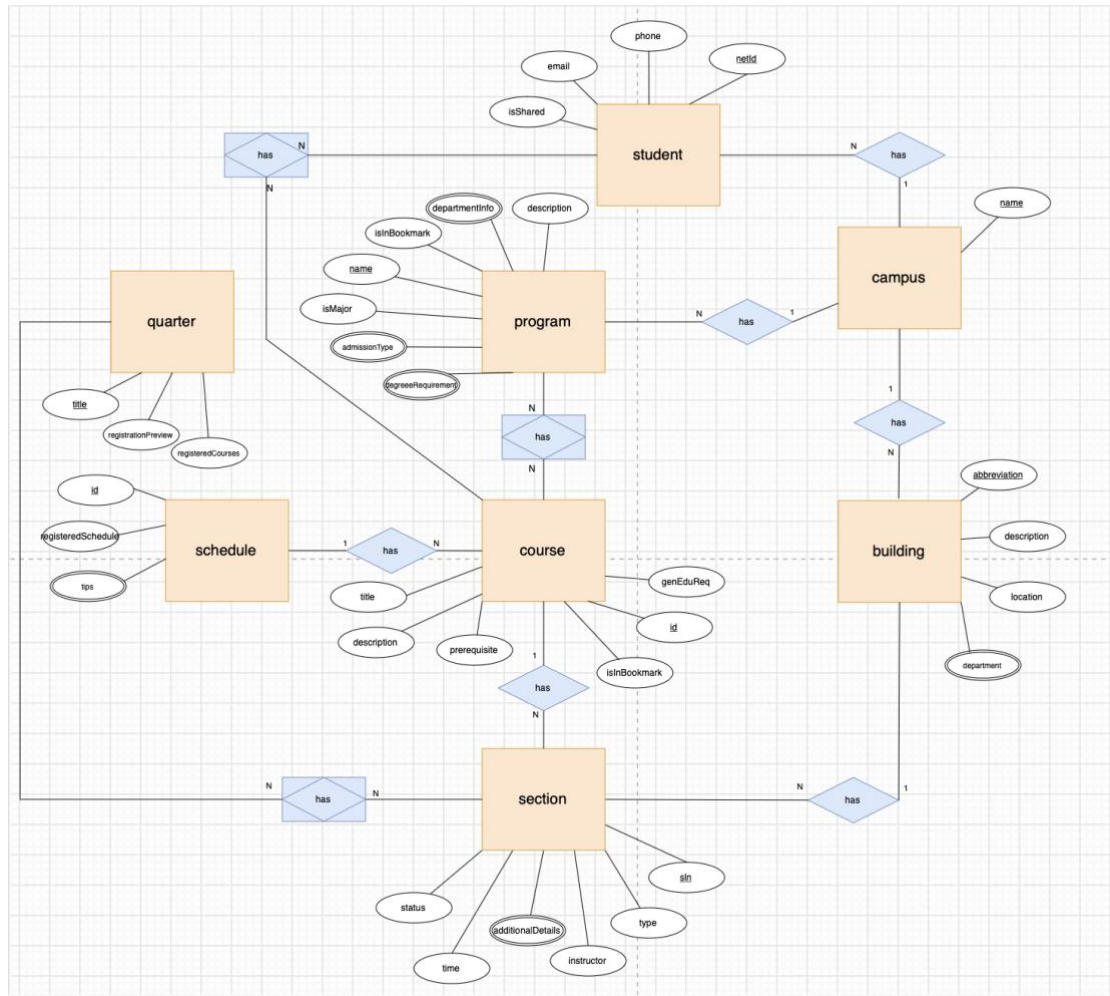 phone
email
netId
isShared
student
has
N
N
N
has
1
name
campus
departmentInfo
description
isInBookmark
name
isMajor
admissionType
degreeeRequirement
program
N
has
1
quarter
title
registrationPreview
registeredCourses
N
has
N
1
has
N
id
registeredSchedule
tips
schedule
1
has
N
course
title
description
prerequisite
genEduReq
id
isInBookmark
abbreviation
description
location
department
building
1
has
N
N
has
N
section
N
has
1
status
time
additionalDetails
instructor
type
sln